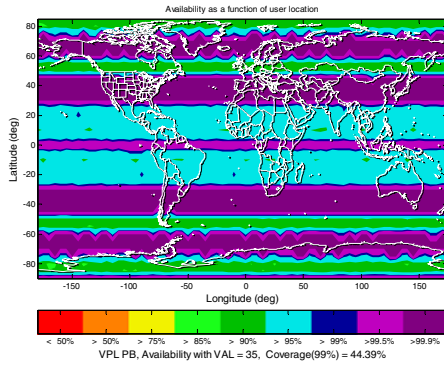 Availability as a function of user location
80
60
40
20
0
-20
-40
-60
-80
Latitude (deg)
-150 -100 -50 0 50 100 150
Longitude (deg)
< 50% > 50% > 75% > 85% > 90% > 95% > 99% >99.5% >99.9%
VPL PB, Availability with VAL = 35, Coverage(99%) = 44.39%